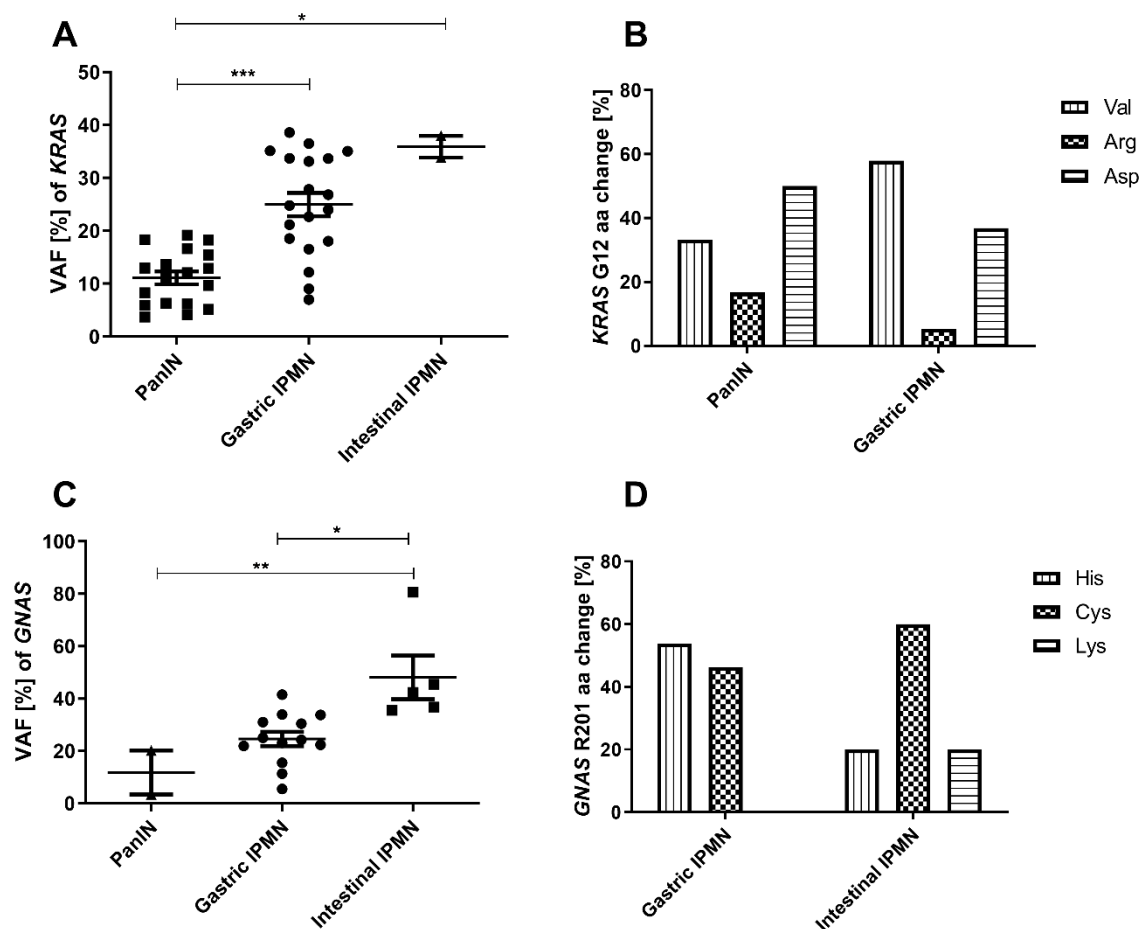 A
*
***
VAF [%] of KRAS
50
40
30
20
10
0
PanIN
Gastric IPMN
Intestinal IPMN
B
KRAS G12 aa change [%]
80
60
40
20
0
PanIN
Gastric IPMN
Val
Arg
Asp
C
*
**
VAF [%] of GNAS
100
80
60
40
20
0
PanIN
Gastric IPMN
Intestinal IPMN
D
GNAS R201 aa change [%]
80
60
40
20
0
Gastric IPMN
Intestinal IPMN
His
Cys
Lys